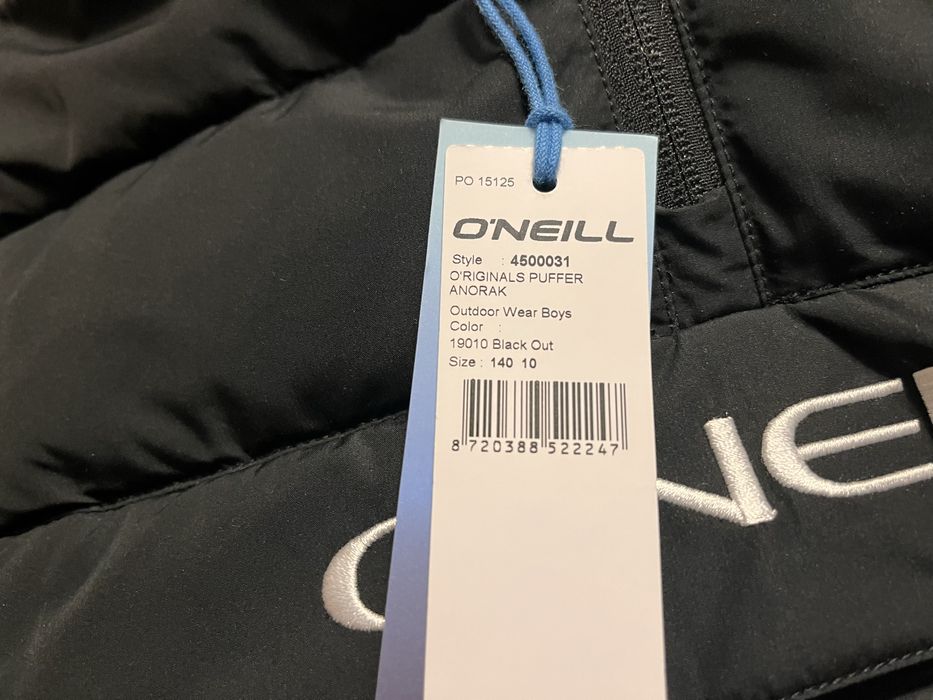 PO 15125
O'NEILL
Style : 4500031
O'RIGINALS PUFFER
ANORAK
Outdoor Wear Boys
Color :
19010 Black Out
Size : 140 10
8 720388 522247
O NE